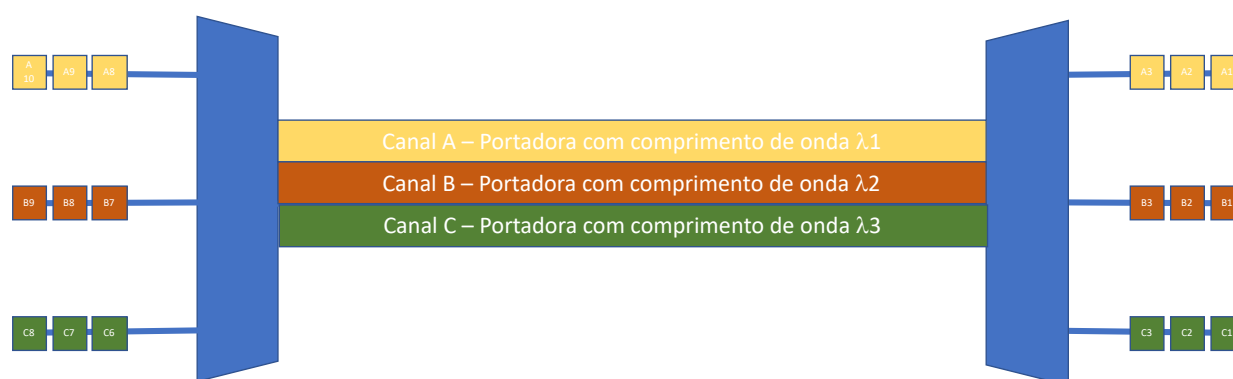 A
10
A9
A8
A3
A2
A1
Canal A – Portadora com comprimento de onda λ1
Canal B – Portadora com comprimento de onda λ2
B9
B8
B7
B3
B2
B1
Canal C – Portadora com comprimento de onda λ3
C8
C7
C6
C3
C2
C1